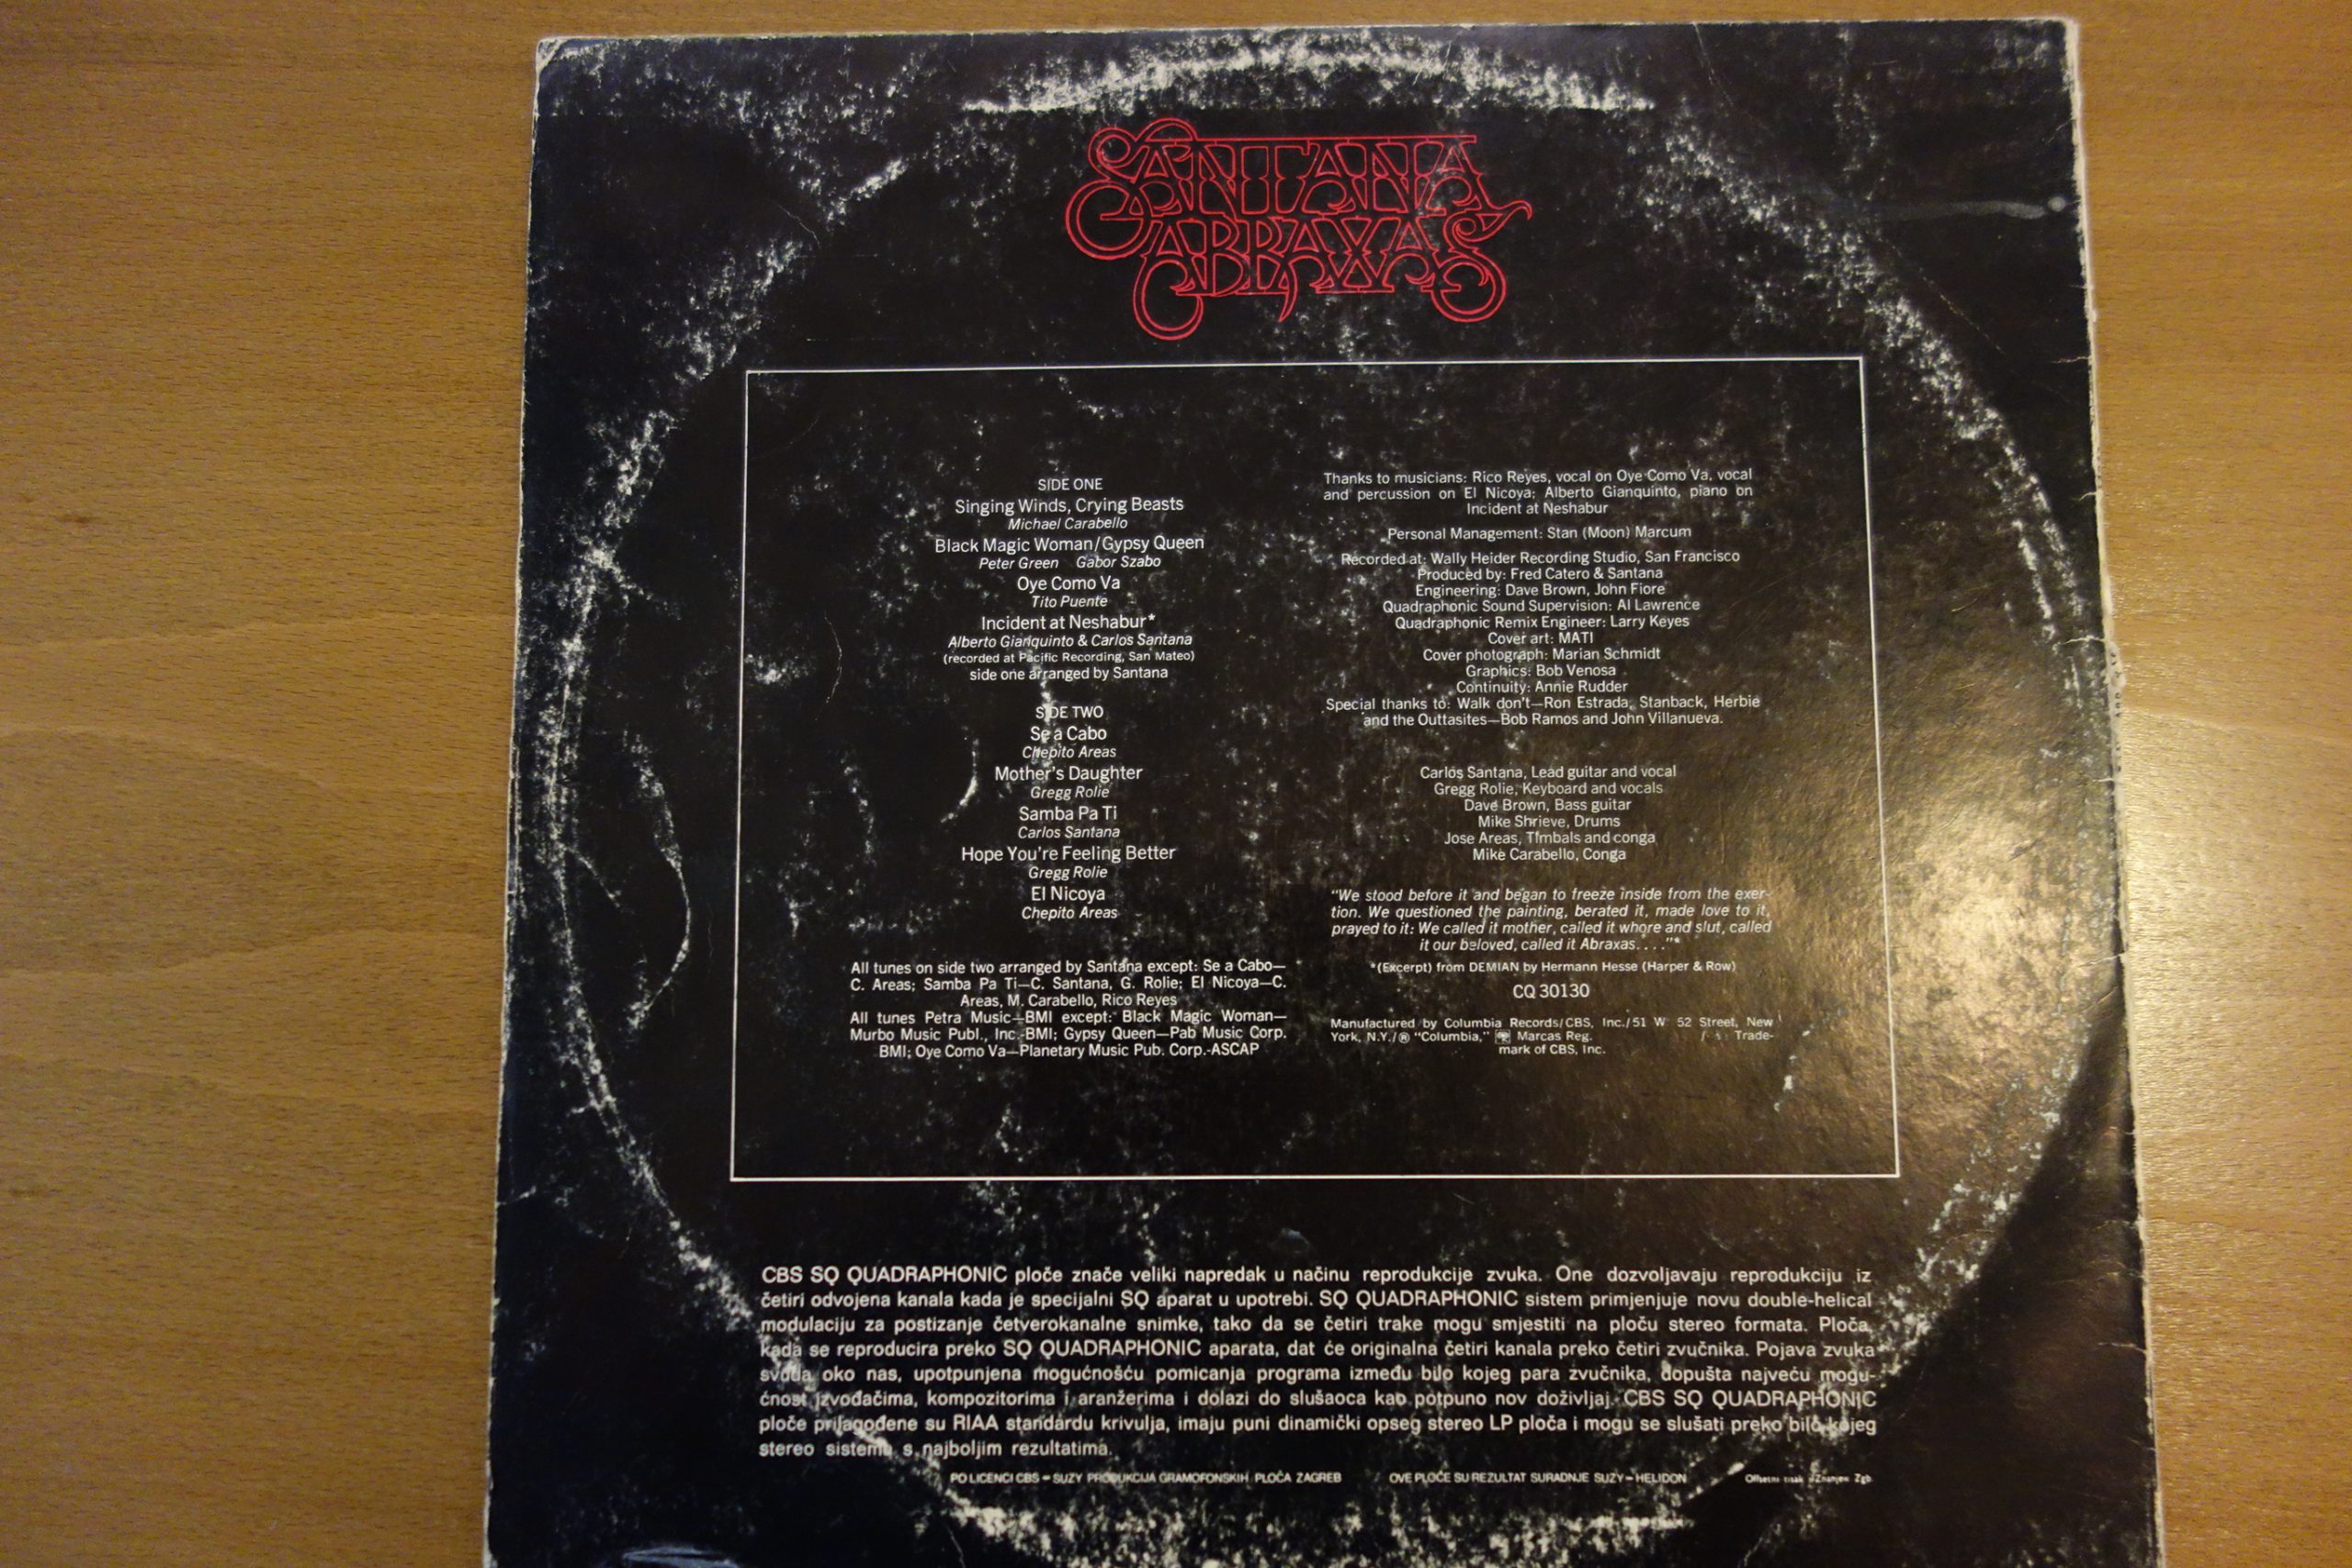 SANTANA
ABRAXAS
SIDE ONE
Singing Winds, Crying Beasts
Michael Carabello
Black Magic Woman/Gypsy Queen
Peter Green Gabor Szabo
Oye Como Va
Tito Puente
Incident at Neshabur*
Alberto Gianquinto & Carlos Santana
(recorded at Pacific Recording, San Mateo)
side one arranged by Santana
SIDE TWO
Se a Cabo
Chepito Areas
Mother's Daughter
Gregg Rolie
Samba Pa Ti
Carlos Santana
Hope You're Feeling Better
Gregg Rolie
El Nicoya
Chepito Areas
All tunes on side two arranged by Santana except: Se a Cabo—
C. Areas; Samba Pa Ti—C. Santana, G. Rolie; El Nicoya—C.
Areas, M. Carabello, Rico Reyes
All tunes Petra Music—BMI except: Black Magic Woman—
Murbo Music Publ., Inc.-BMI; Gypsy Queen—Pab Music Corp.
BMI; Oye Como Va—Planetary Music Pub. Corp.-ASCAP
Thanks to musicians: Rico Reyes, vocal on Oye Como Va, vocal
and percussion on El Nicoya; Alberto Gianquinto, piano on
Incident at Neshabur
Personal Management: Stan (Moon) Marcum
Recorded at: Wally Heider Recording Studio, San Francisco
Produced by: Fred Catero & Santana
Engineering: Dave Brown, John Fiore
Quadraphonic Sound Supervision: Al Lawrence
Quadraphonic Remix Engineer: Larry Keyes
Cover art: MATI
Cover photograph: Marian Schmidt
Graphics: Bob Venosa
Continuity: Annie Rudder
Special thanks to: Walk don't—Ron Estrada, Stanback, Herbie
and the Outtasites—Bob Ramos and John Villanueva.
Carlos Santana, Lead guitar and vocal
Gregg Rolie, Keyboard and vocals
Dave Brown, Bass guitar
Mike Shrieve, Drums
Jose Areas, Timbals and conga
Mike Carabello, Conga
"We stood before it and began to freeze inside from the exer-
tion. We questioned the painting, berated it, made love to it,
prayed to it: We called it mother, called it whore and slut, called
it our beloved, called it Abraxas. . . ."*
*(Excerpt) from DEMIAN by Hermann Hesse (Harper & Row)
CQ 30130
Manufactured by Columbia Records/CBS, Inc./51 W 52 Street, New
York, N.Y./® "Columbia," Marcas Reg. Trade-
mark of CBS, Inc.
CBS SQ QUADRAPHONIC ploče znače veliki napredak u načinu reprodukcije zvuka. One dozvoljavaju reprodukciju iz
četiri odvojena kanala kada je specijalni SQ aparat u upotrebi. SQ QUADRAPHONIC sistem primjenjuje novu double-helical
modulaciju za postizanje četverokanalne snimke, tako da se četiri trake mogu smjestiti na ploču stereo formata. Ploča,
kada se reproducira preko SQ QUADRAPHONIC aparata, dat će originalna četiri kanala preko četiri zvučnika. Pojava zvuka
svuda oko nas, upotpunjena mogućnošću pomicanja programa između bilo kojeg para zvučnika, dopušta najveću mogu-
ćnost izvođačima, kompozitorima i aranžerima i dolazi do slušaoca kao potpuno nov doživljaj. CBS SQ QUADRAPHONIC
ploče prilagođene su RIAA standardu krivulja, imaju puni dinamički opseg stereo LP ploča i mogu se slušati preko bilo kojeg
stereo sistema s najboljim rezultatima.
PO LICENCI CBS – SUZY PRODUKCIJA GRAMOFONSKIH PLOČA ZAGREB OVE PLOČE SU REZULTAT SURADNJE SUZY – HELIDON Offsetni tisak Zgb.